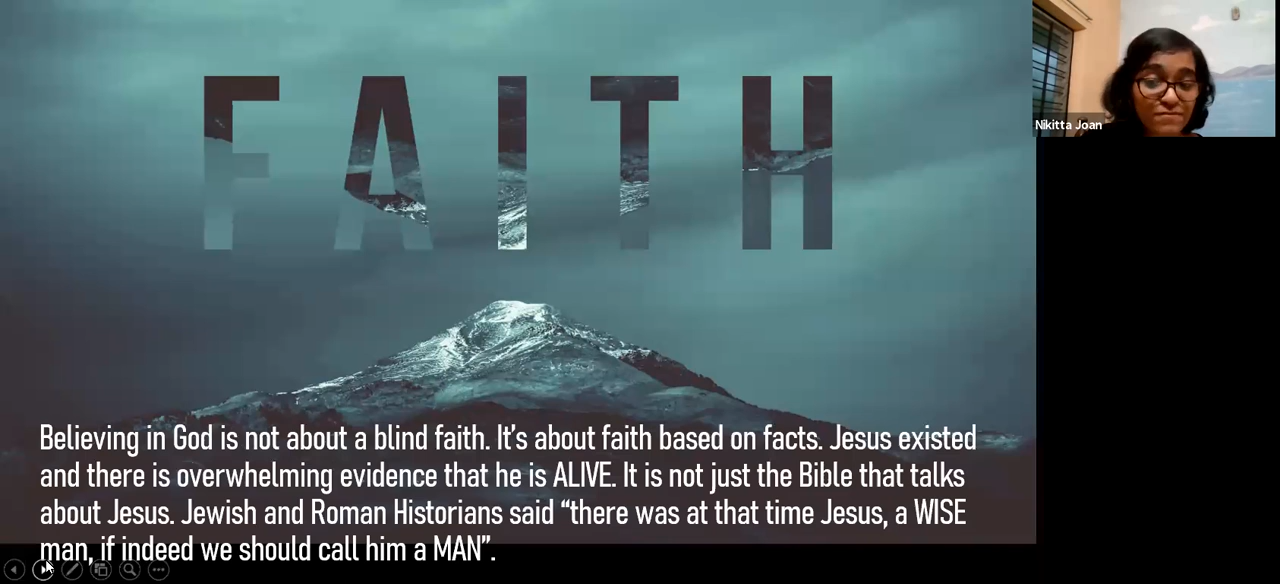 FAITH
Nikitta Joan
Believing in God is not about a blind faith. It's about faith based on facts. Jesus existed
and there is overwhelming evidence that he is ALIVE. It is not just the Bible that talks
about Jesus. Jewish and Roman Historians said “there was at that time Jesus, a WISE
man, if indeed we should call him a MAN”.